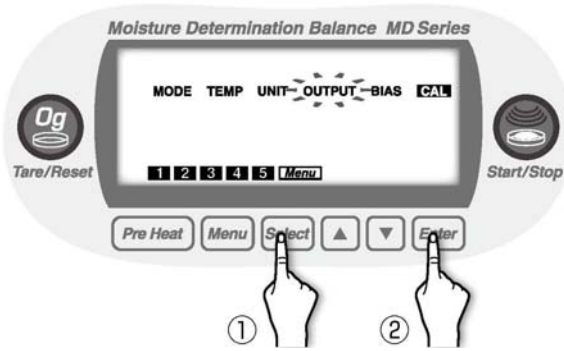 Moisture Determination Balance MD Series
MODE TEMP UNIT OUTPUT BIAS CAL
0g
Tare/Reset
Start/Stop
1 2 3 4 5 Menu
Pre Heat Menu Select ▲ ▼ Enter
① ②